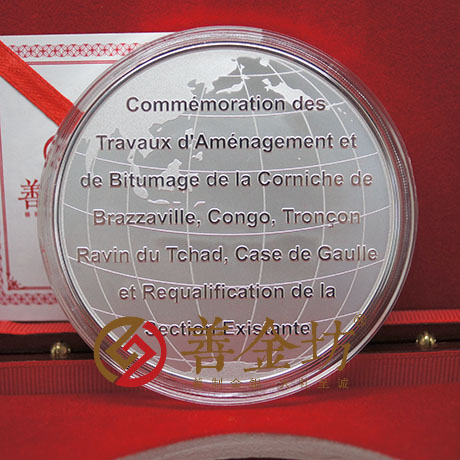 Commémoration des
Travaux d'Aménagement et
de Bitumage de la Corniche de
Brazzaville, Congo, Tronçon
Ravin du Tchad, Case de Gaulle
et Requalification de la
Section Existante
善金坊
善